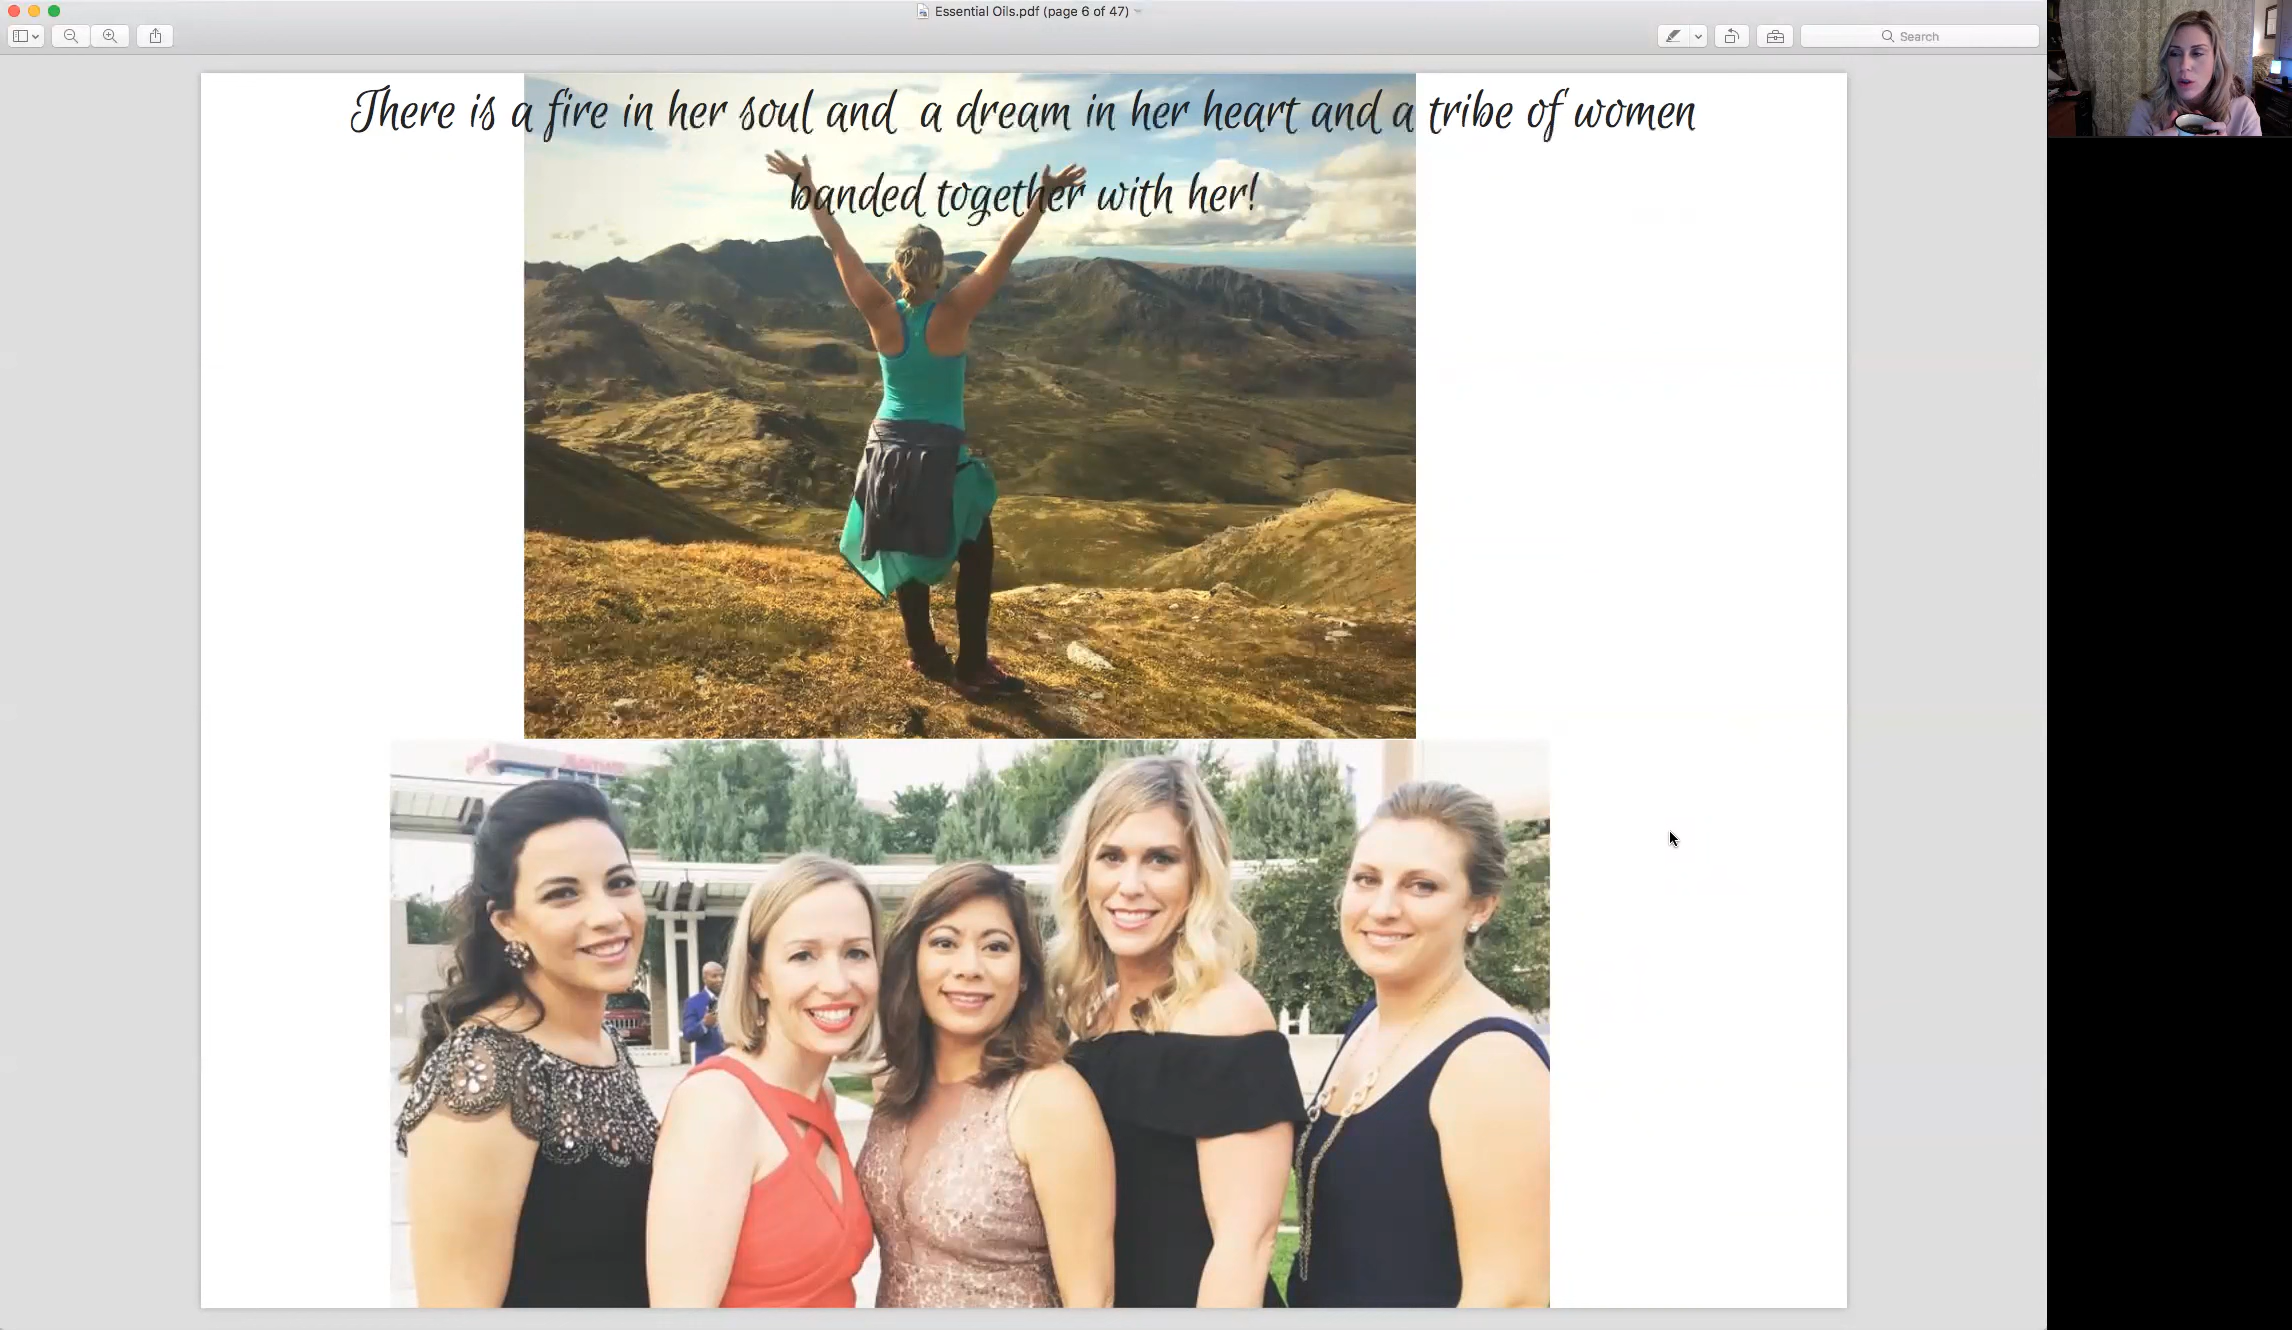 Essential Oils.pdf (page 6 of 47)
Search
There is a fire in her soul and a dream in her heart and a tribe of women
banded together with her!